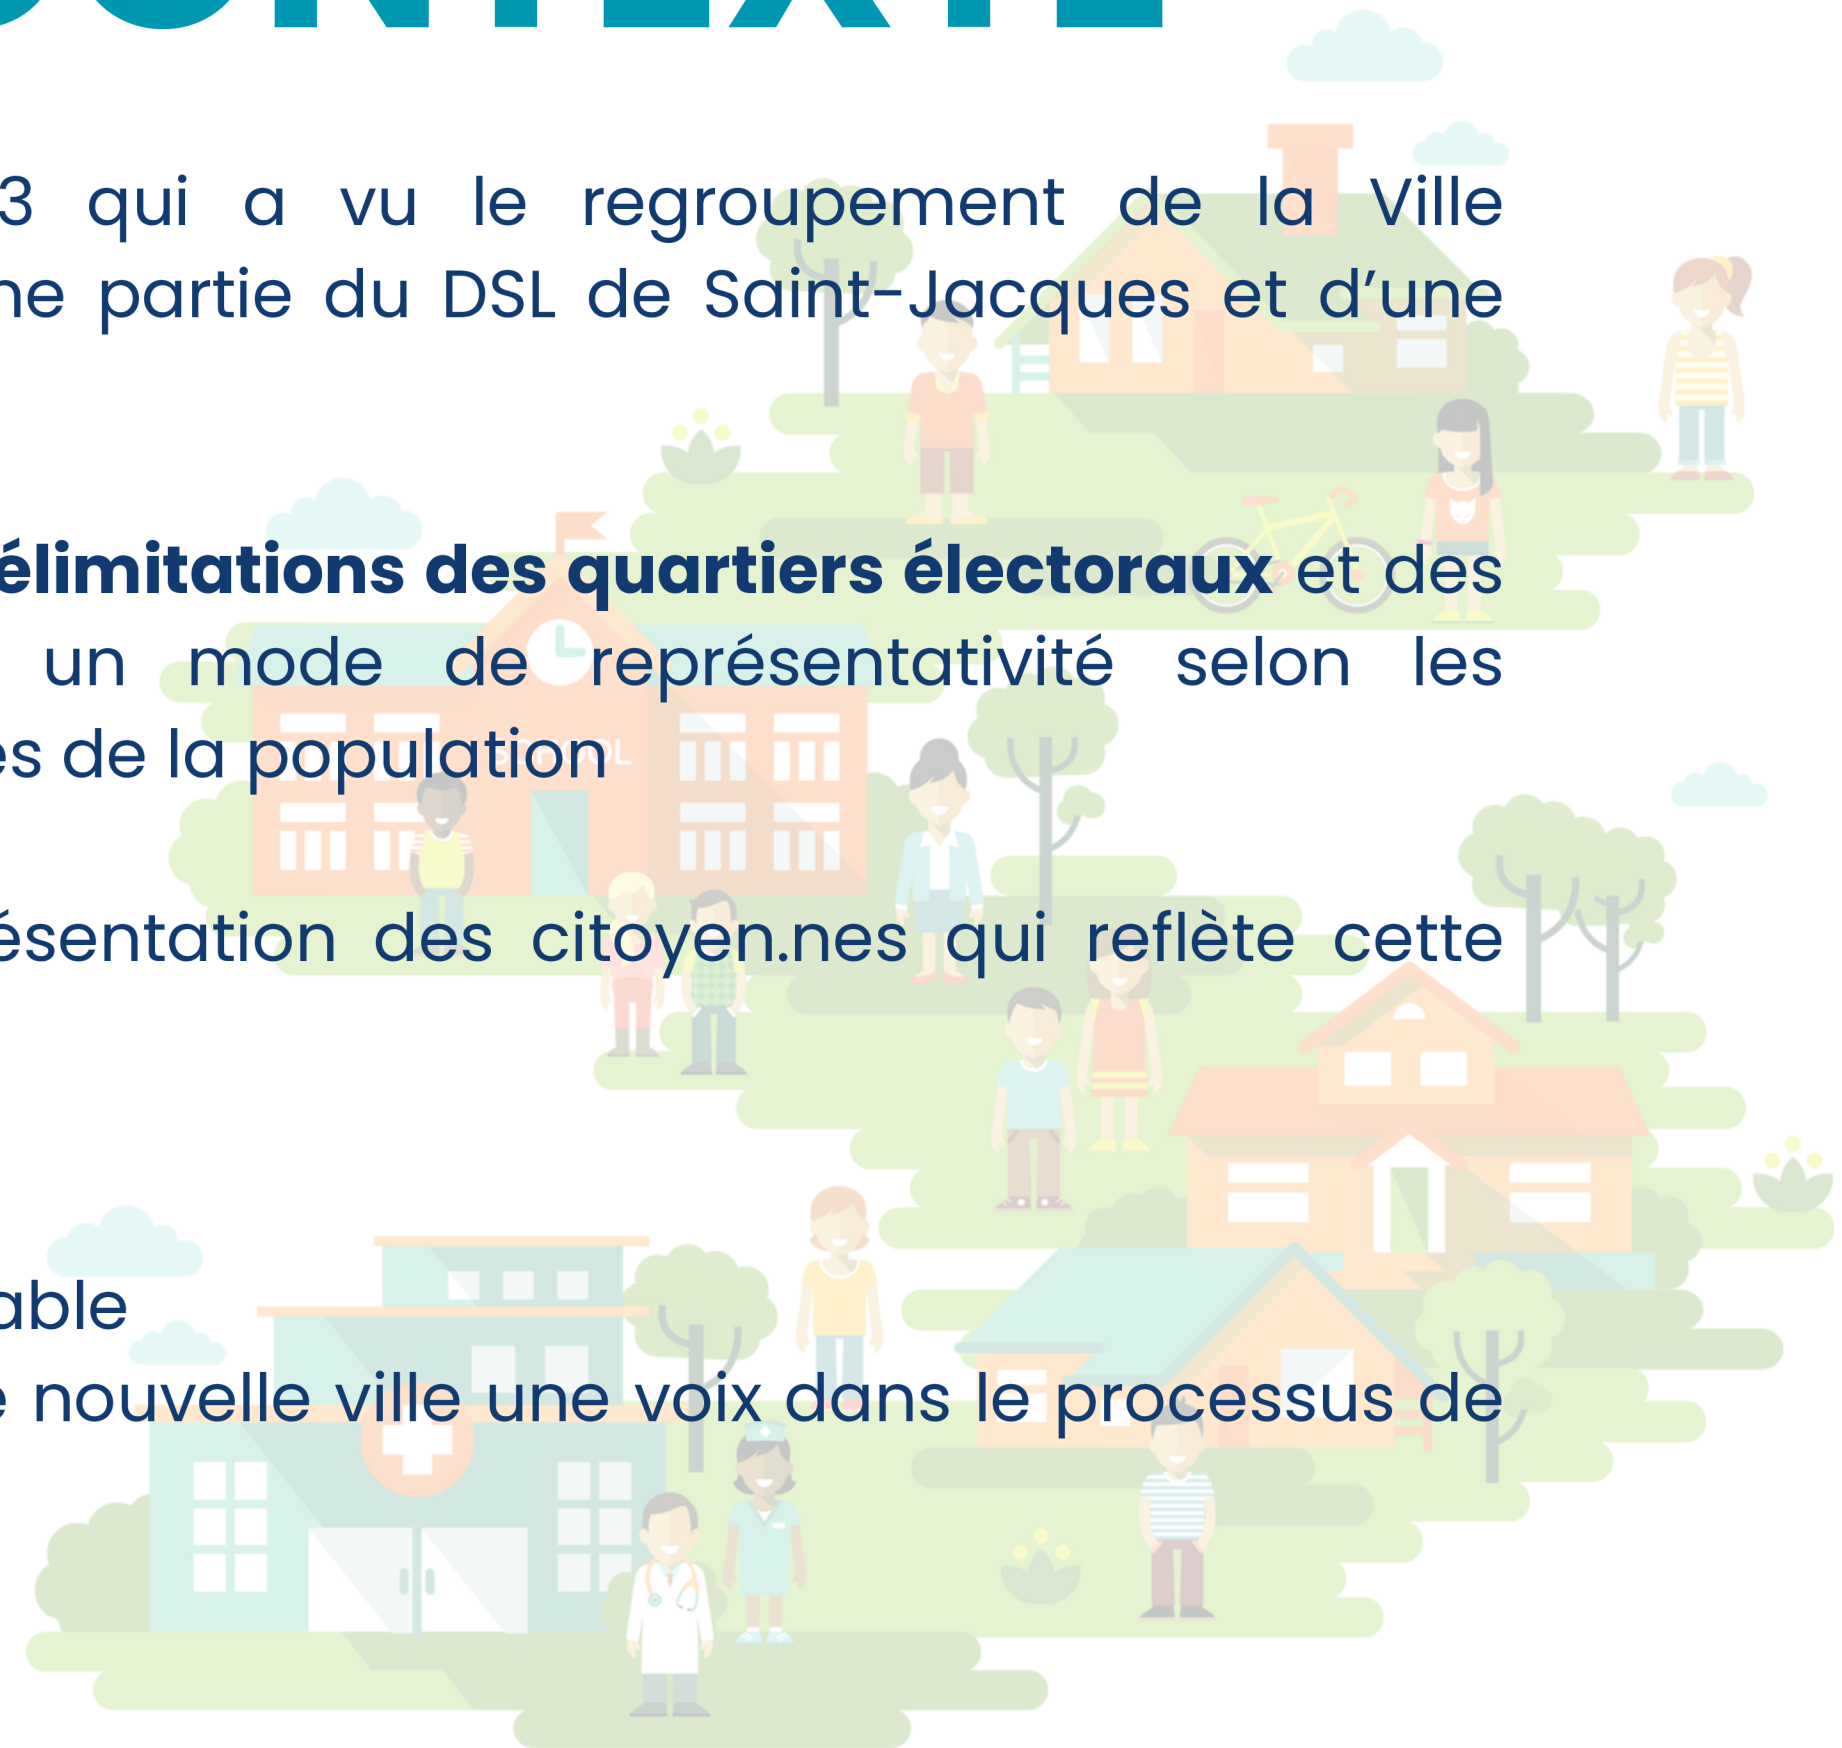 CONTEXTE
3 qui a vu le regroupement de la Ville
ne partie du DSL de Saint-Jacques et d’une
élimitations des quartiers électoraux et des
un mode de représentativité selon les
es de la population
SCHOOL
ésentation des citoyen.nes qui reflète cette
able
e nouvelle ville une voix dans le processus de